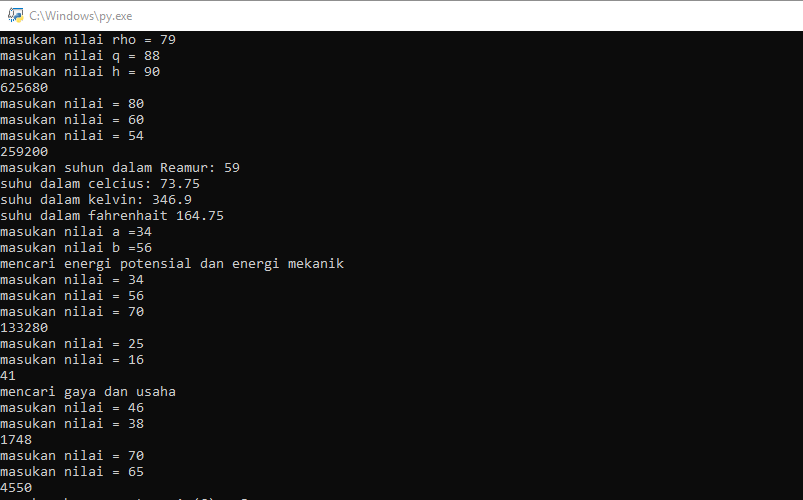 C:\Windows\py.exe
masukan nilai rho = 79
masukan nilai q = 88
masukan nilai h = 90
625680
masukan nilai = 80
masukan nilai = 60
masukan nilai = 54
259200
masukan suhun dalam Reamur: 59
suhu dalam celcius: 73.75
suhu dalam kelvin: 346.9
suhu dalam fahrenhait 164.75
masukan nilai a =34
masukan nilai b =56
mencari energi potensial dan energi mekanik
masukan nilai = 34
masukan nilai = 56
masukan nilai = 70
133280
masukan nilai = 25
masukan nilai = 16
41
mencari gaya dan usaha
masukan nilai = 46
masukan nilai = 38
1748
masukan nilai = 70
masukan nilai = 65
4550